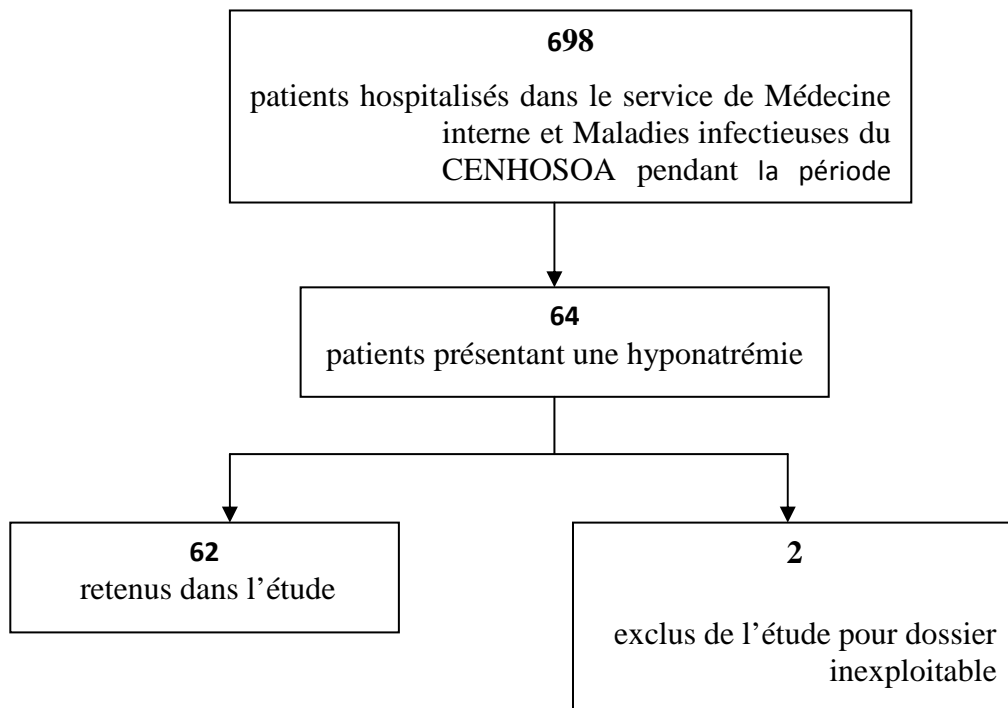 698
patients hospitalisés dans le service de Médecine
interne et Maladies infectieuses du
CENHOSOA pendant la période
64
patients présentant une hyponatrémie
62
retenus dans l'étude
2
exclus de l'étude pour dossier
inexploitable